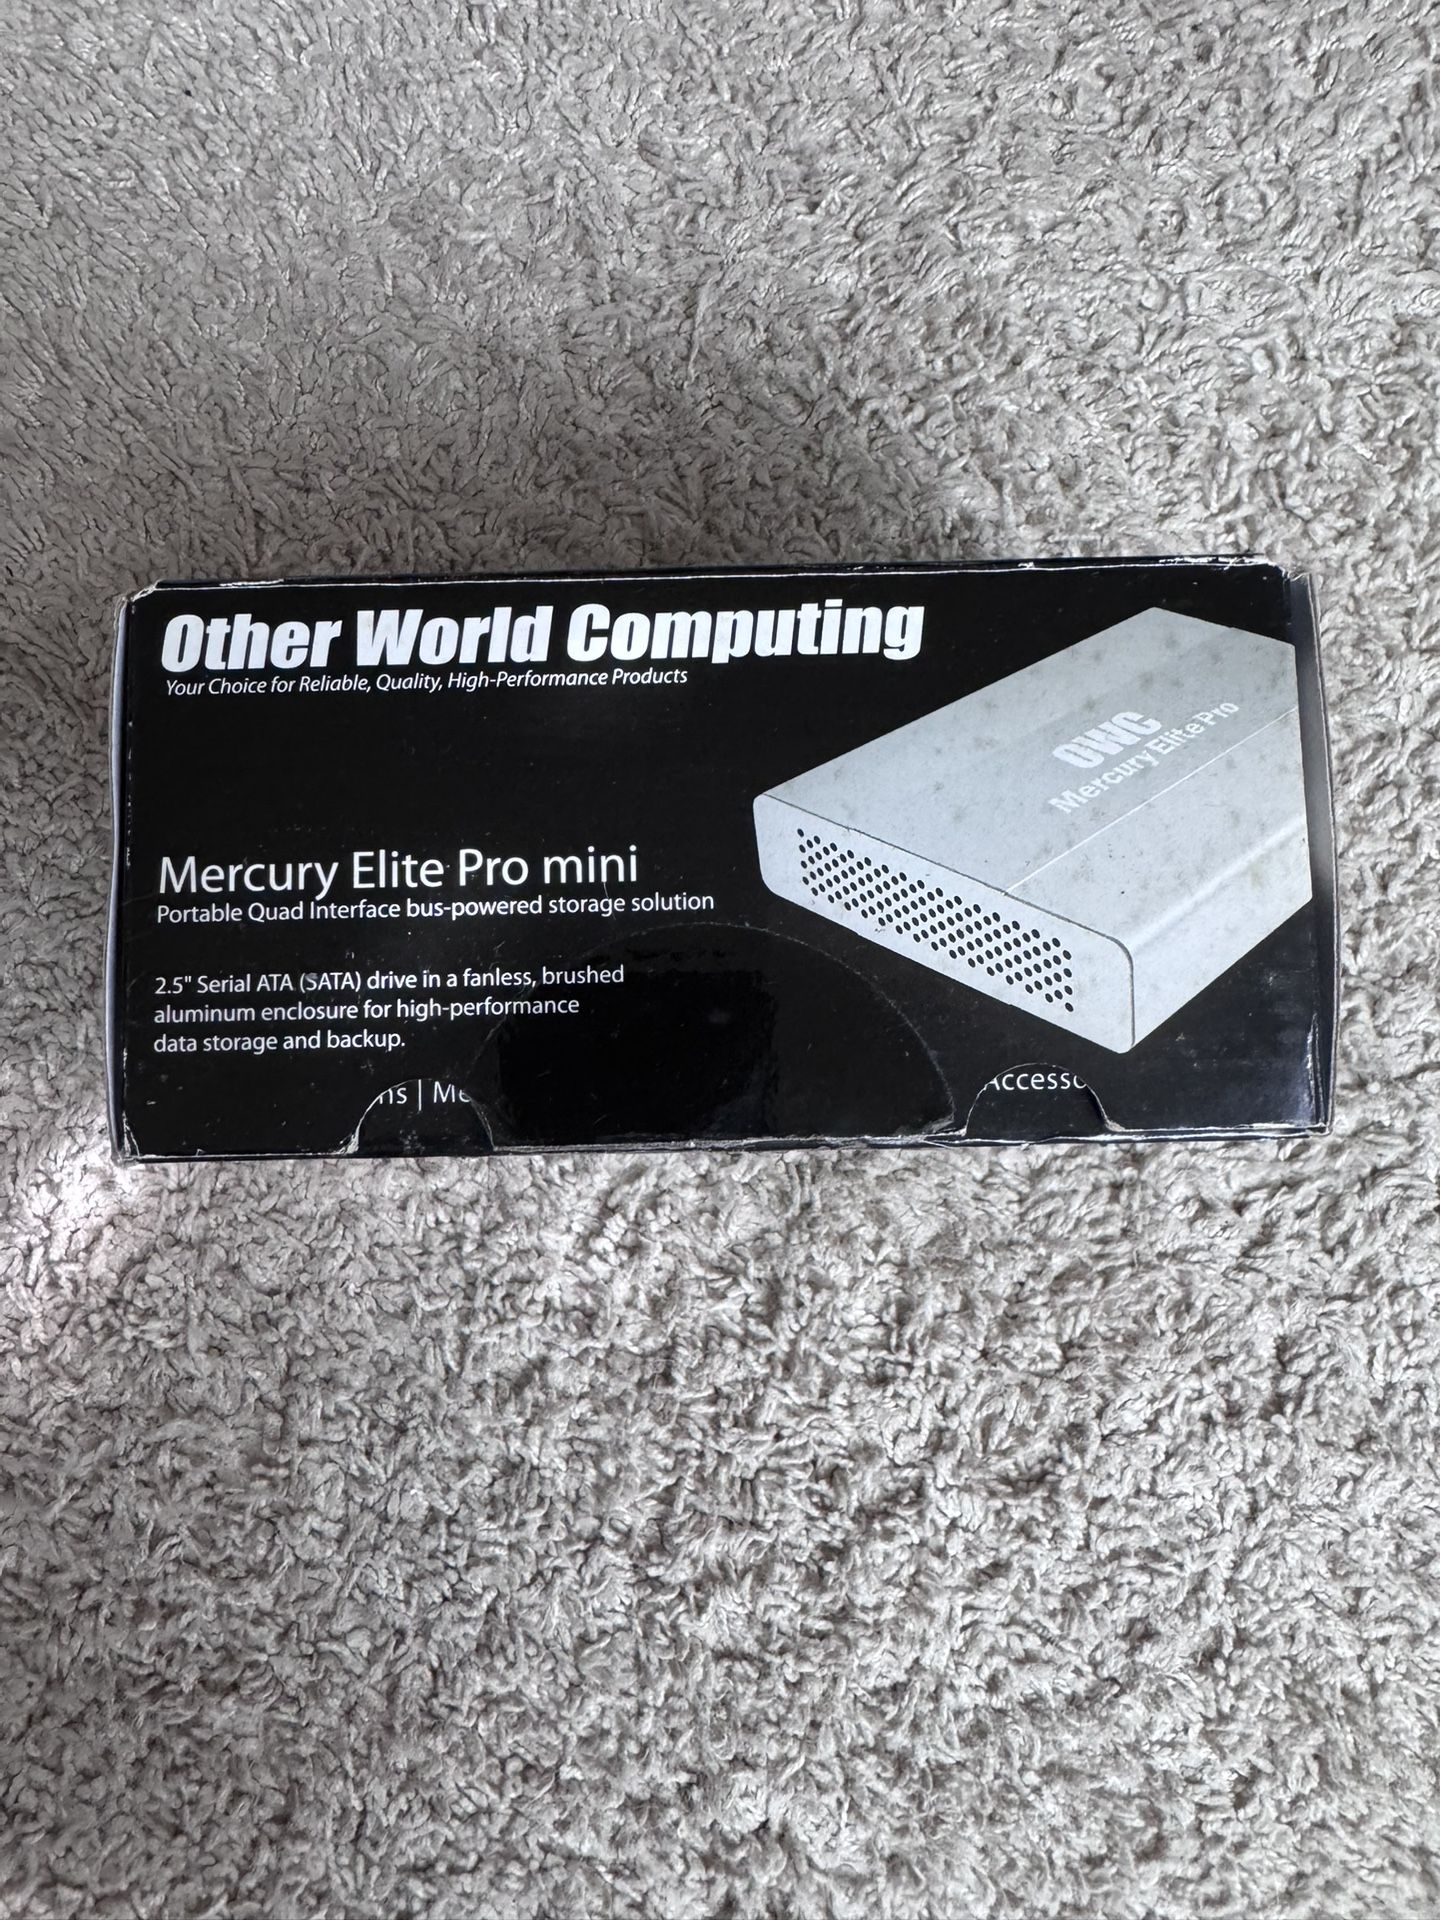 Other World Computing
Your Choice for Reliable, Quality, High-Performance Products
OWC
Mercury Elite Pro
Mercury Elite Pro mini
Portable Quad Interface bus-powered storage solution
2.5" Serial ATA (SATA) drive in a fanless, brushed
aluminum enclosure for high-performance
data storage and backup.